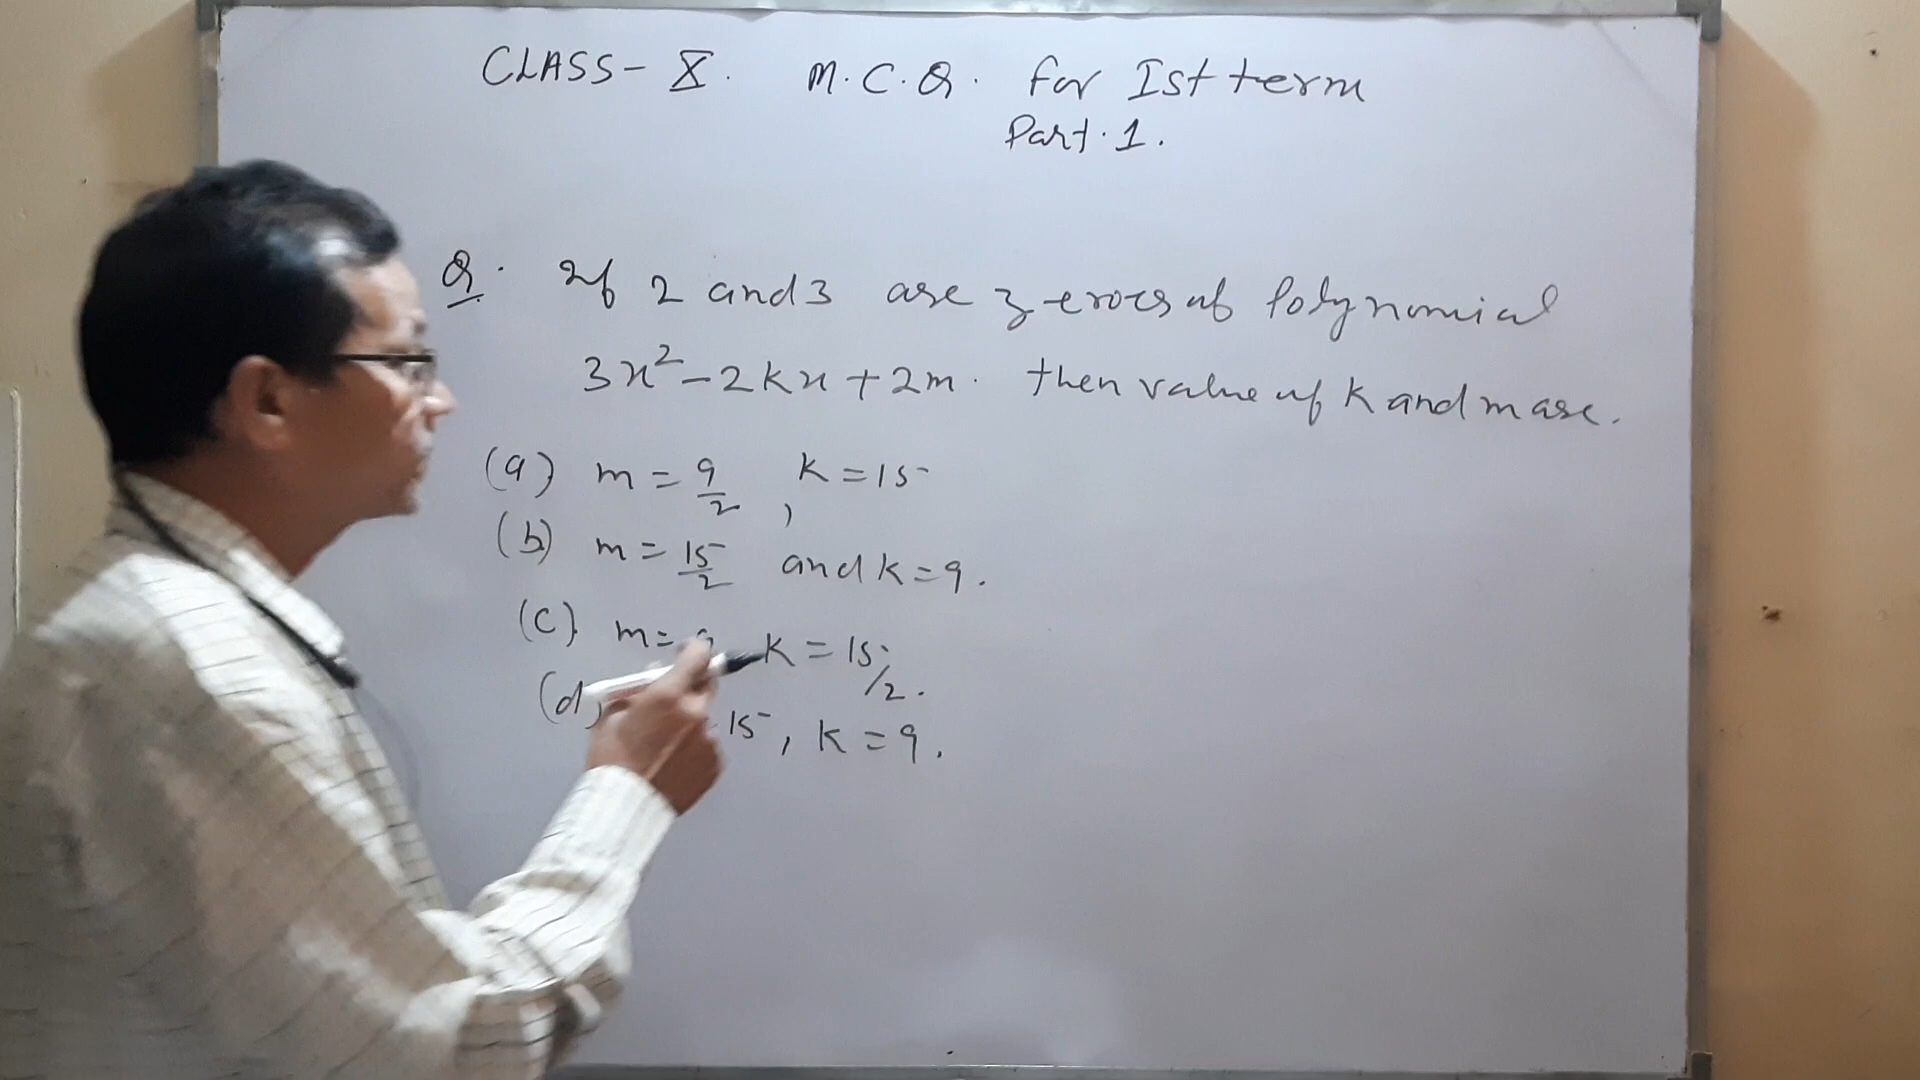 CLASS - X. M.C.Q. for Ist term
Part. 1.
Q. If 2 and 3 are zeroes of Polynomial
3x² - 2kx + 2m. then value of k and m are.
(a) m = 9/2 , k = 15
(b) m = 15/2 and k = 9.
(c). m = 9 k = 15/2.
(d) 15, k = 9.